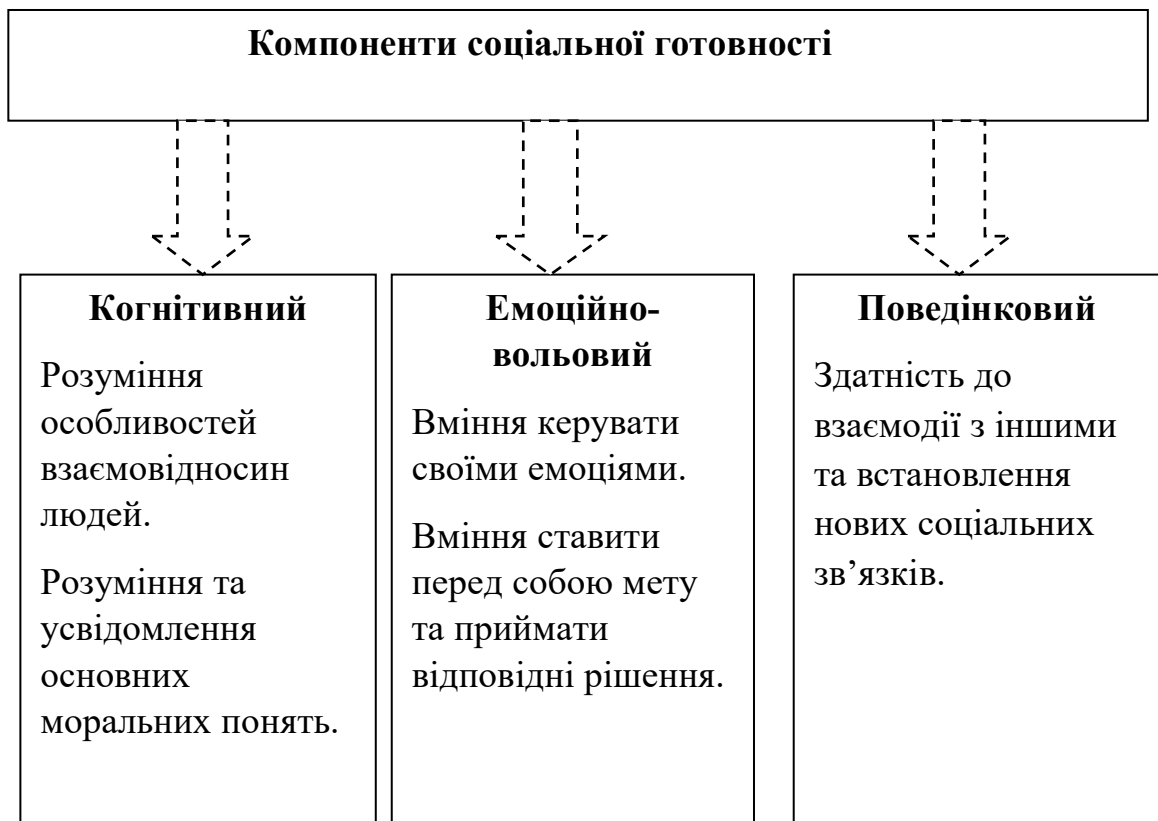 Компоненти соціальної готовності
Когнітивний
Розуміння
особливостей
взаємовідносин
людей.
Розуміння та
усвідомлення
основних
моральних понять.
Емоційно-
вольовий
Вміння керувати
своїми емоціями.
Вміння ставити
перед собою мету
та приймати
відповідні рішення.
Поведінковий
Здатність до
взаємодії з іншими
та встановлення
нових соціальних
зв’язків.